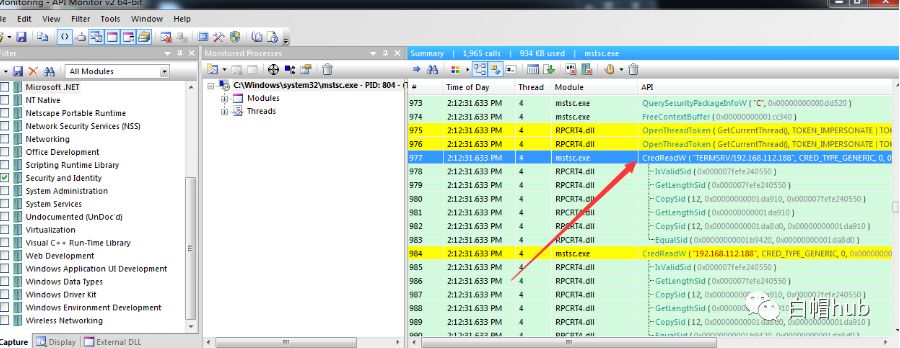 Monitoring - API Monitor v2 64-bit
File Edit View Tools Window Help
Filter
All Modules
Microsoft .NET
NT Native
Netscape Portable Runtime
Network Security Services (NSS)
Networking
Office Development
Scripting Runtime Library
Security and Identity
System Administration
System Services
Undocumented (UnDoc`d)
Virtualization
Visual C++ Run-Time Library
Web Development
Windows Application UI Development
Windows Data Types
Windows Driver Kit
Windows Environment Development
Wireless Networking
Capture Display External DLL
Monitored Processes
C:\Windows\system32\mstsc.exe - PID: 804 - (
Modules
Threads
Summary | 1,965 calls | 934 KB used | mstsc.exe
# Time of Day Thread Module API
973 2:12:31.633 PM 4 mstsc.exe QuerySecurityPackageInfoW ( "C", 0x00000000000dd520 )
974 2:12:31.633 PM 4 mstsc.exe FreeContextBuffer ( 0x00000000001cc340 )
975 2:12:31.633 PM 4 RPCRT4.dll OpenThreadToken ( GetCurrentThread(), TOKEN_IMPERSONATE | TOK
976 2:12:31.633 PM 4 RPCRT4.dll OpenThreadToken ( GetCurrentThread(), TOKEN_IMPERSONATE | TOK
977 2:12:31.633 PM 4 mstsc.exe CredReadW ( "TERMSRV/192.168.112.188", CRED_TYPE_GENERIC, 0, 0
978 2:12:31.633 PM 4 RPCRT4.dll IsValidSid ( 0x000007fefe240550 )
979 2:12:31.633 PM 4 RPCRT4.dll GetLengthSid ( 0x000007fefe240550 )
980 2:12:31.633 PM 4 RPCRT4.dll CopySid ( 12, 0x00000000001da910, 0x000007fefe240550 )
981 2:12:31.633 PM 4 RPCRT4.dll GetLengthSid ( 0x00000000001da910 )
982 2:12:31.633 PM 4 RPCRT4.dll CopySid ( 12, 0x00000000001da8d0, 0x00000000001da910 )
983 2:12:31.633 PM 4 RPCRT4.dll EqualSid ( 0x00000000001b9420, 0x00000000001da8d0 )
984 2:12:31.633 PM 4 mstsc.exe CredReadW ( "192.168.112.188", CRED_TYPE_GENERIC, 0, 0x000000
985 2:12:31.633 PM 4 RPCRT4.dll IsValidSid ( 0x000007fefe240550 )
986 2:12:31.633 PM 4 RPCRT4.dll GetLengthSid ( 0x000007fefe240550 )
987 2:12:31.633 PM 4 RPCRT4.dll CopySid ( 12, 0x00000000001da910, 0x000007fefe240550 )
988 2:12:31.633 PM 4 RPCRT4.dll GetLengthSid
989 2:12:31.633 PM 4 RPCRT4.dll CopySid ( 12,
990 2:12:31.633 PM 4 RPCRT4.dll EqualSid
白帽hub